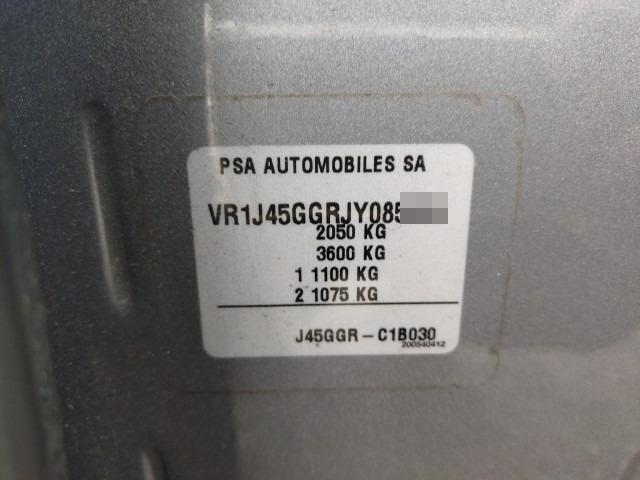 PSA AUTOMOBILES SA
VR1J45GGRJY085
2050 KG
3600 KG
1 1100 KG
2 1075 KG
J45GGR-C1B030
200540412